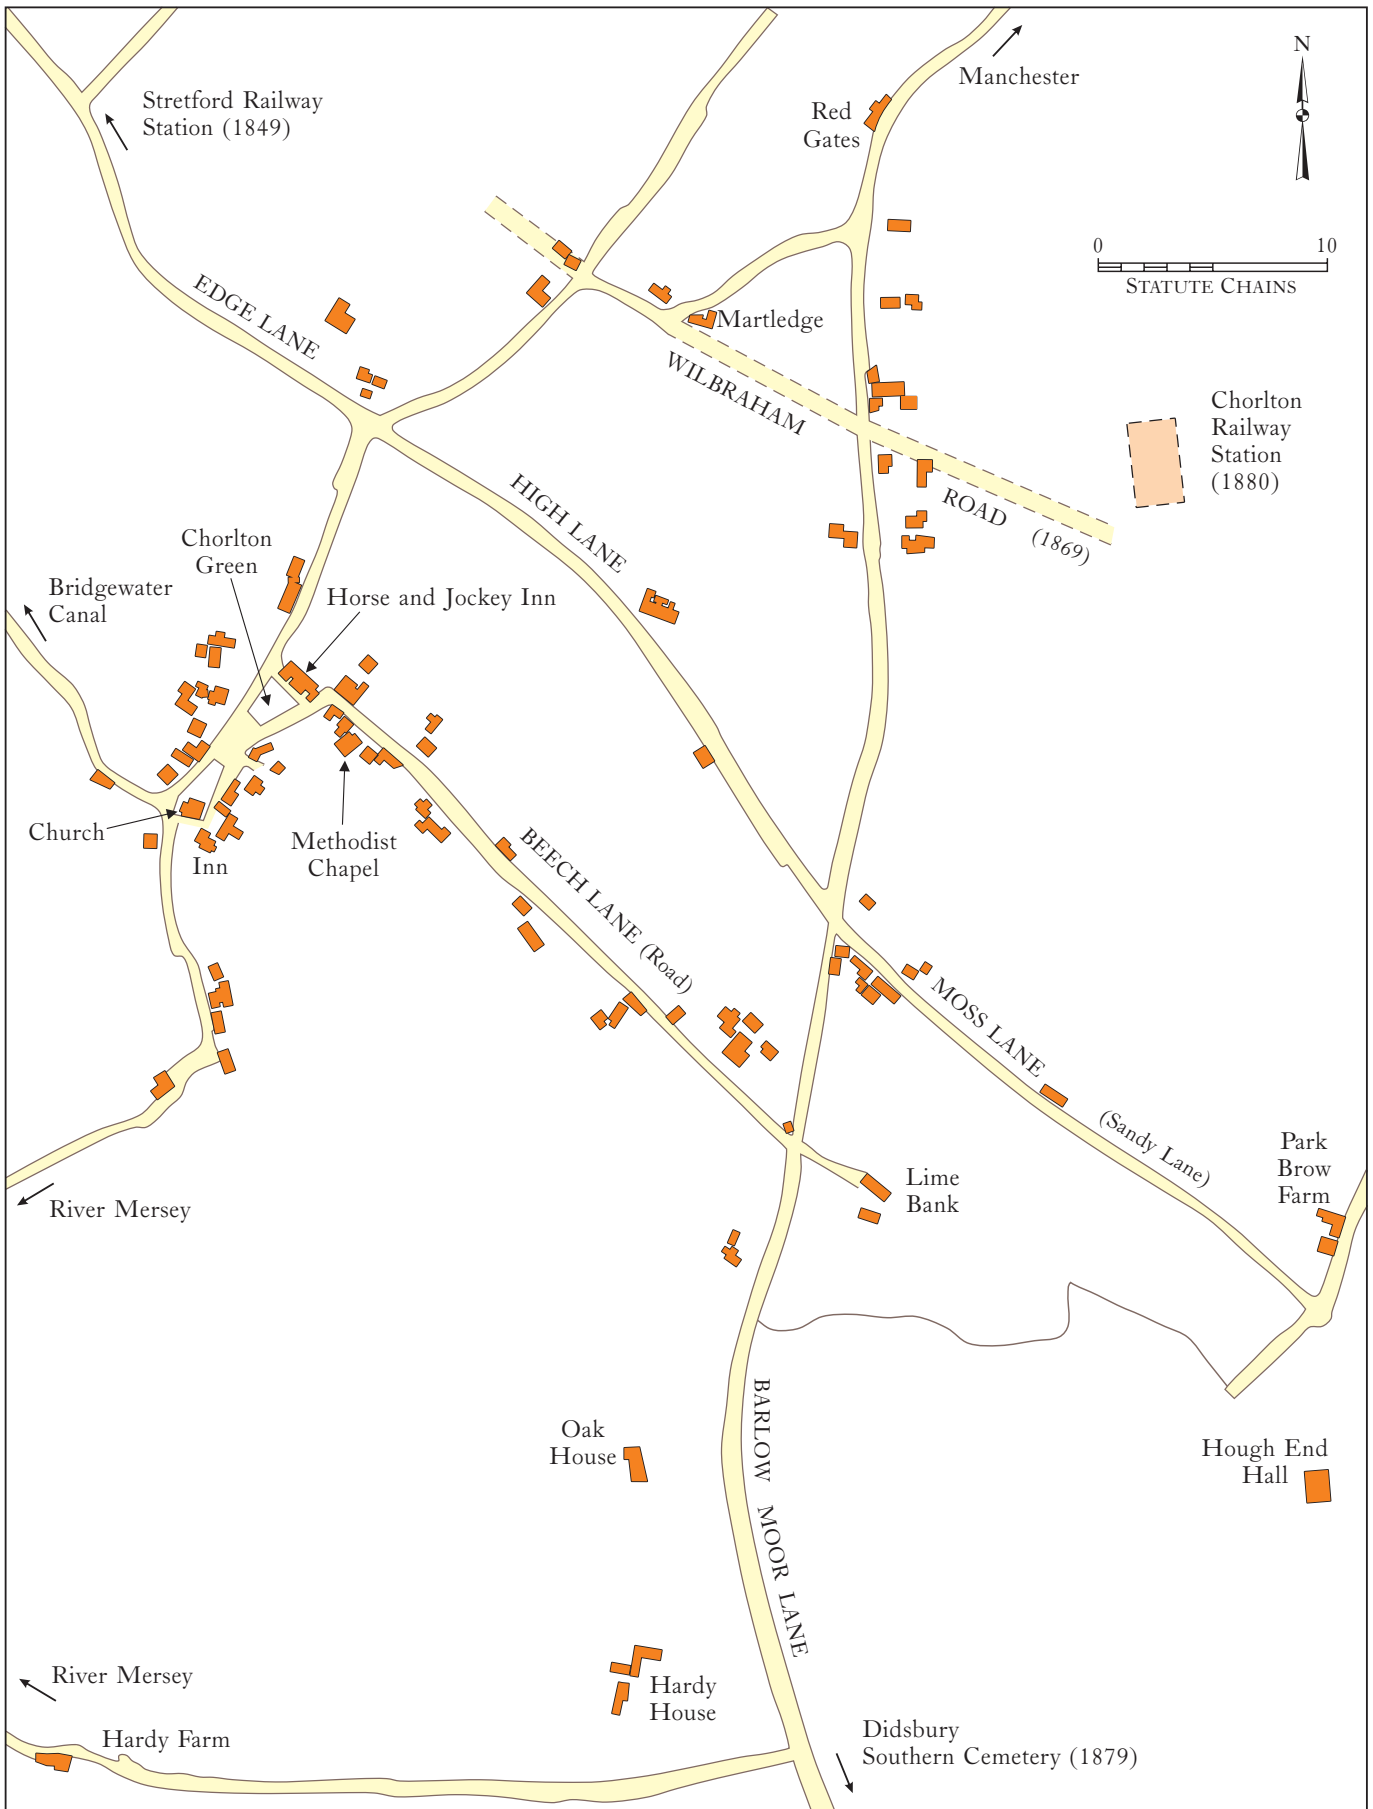 N
Manchester
Stretford Railway
Station (1849)
Red
Gates
0 10
STATUTE CHAINS
EDGE LANE
Martledge
WILBRAHAM
ROAD (1869)
Chorlton
Railway
Station
(1880)
HIGH LANE
Chorlton
Green
Bridgewater
Canal
Horse and Jockey Inn
Church
Inn
Methodist
Chapel
BEECH LANE (Road)
MOSS LANE
(Sandy Lane)
Park
Brow
Farm
Lime
Bank
River Mersey
BARLOW MOOR LANE
Oak
House
Hough End
Hall
River Mersey
Hardy
House
Hardy Farm
Didsbury
Southern Cemetery (1879)